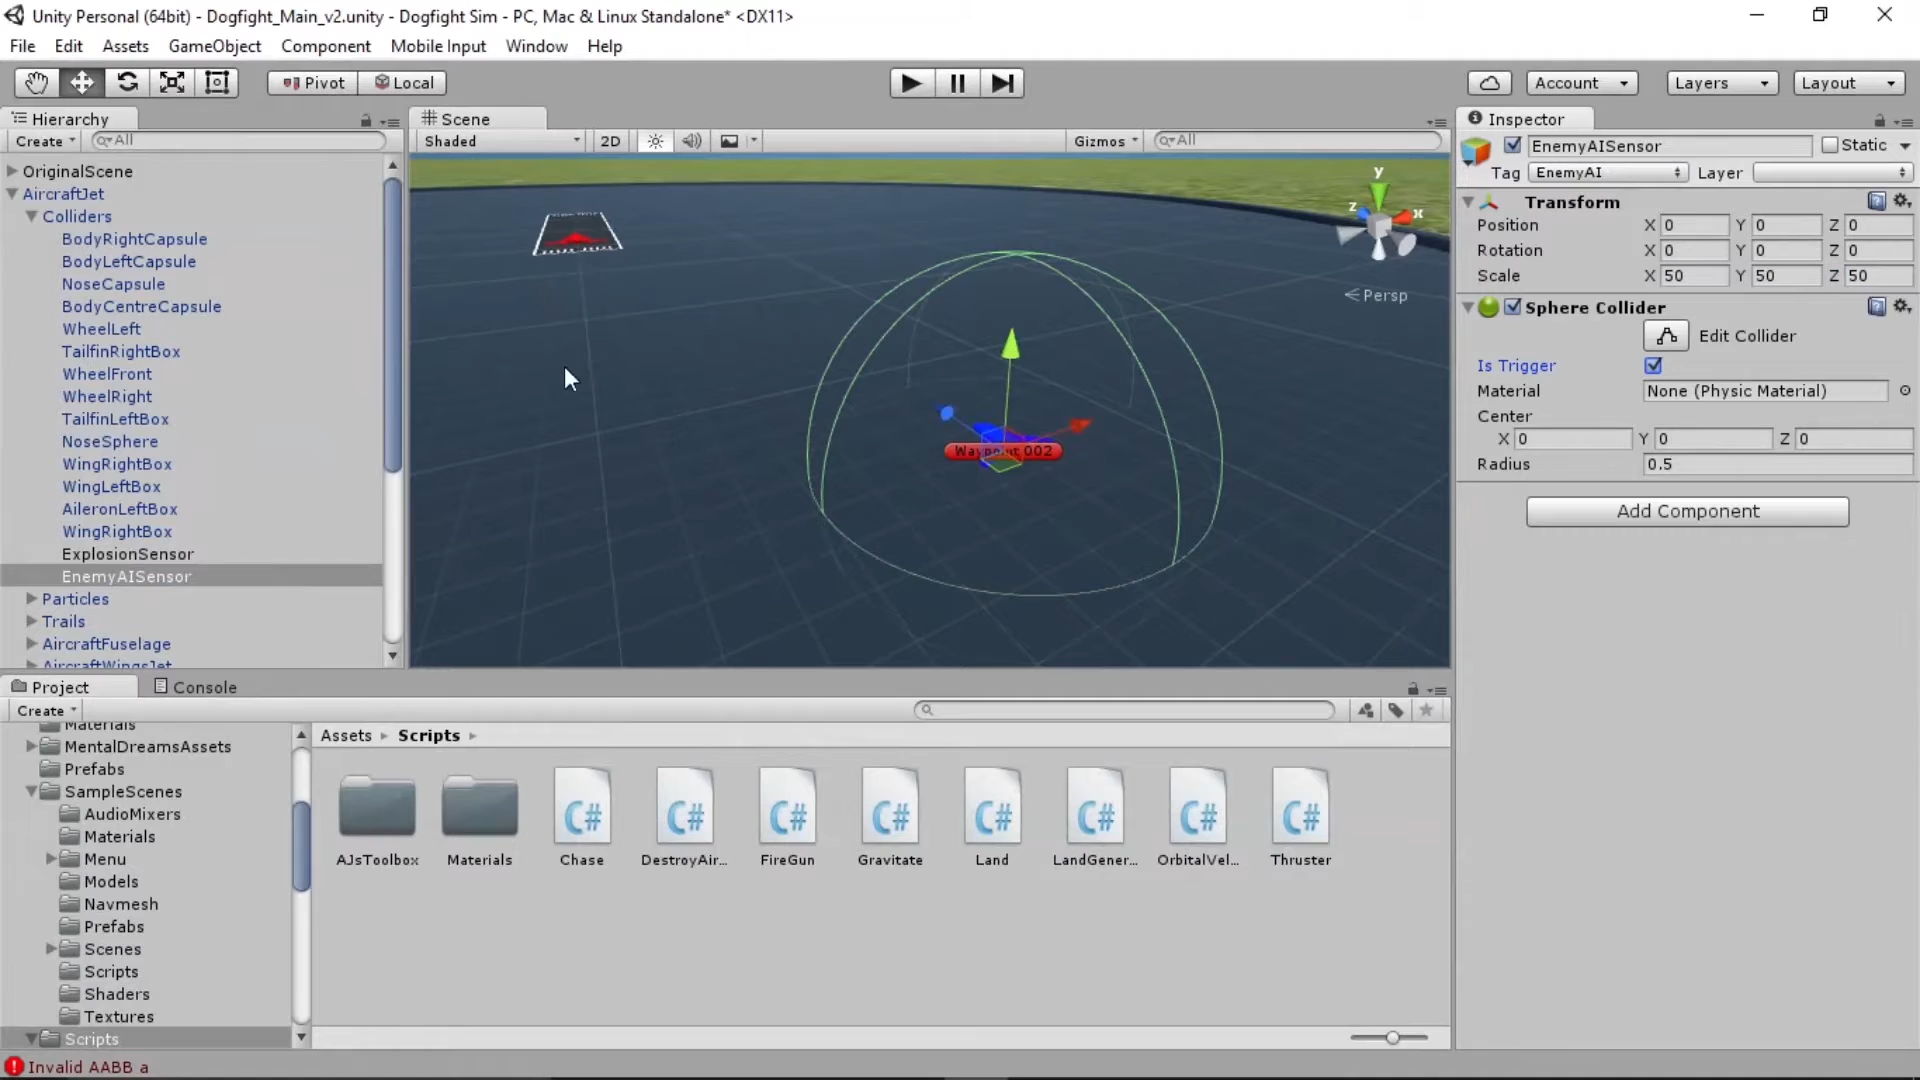 Unity Personal (64bit) - Dogfight_Main_v2.unity - Dogfight Sim - PC, Mac & Linux Standalone* <DX11>
File Edit Assets GameObject Component Mobile Input Window Help
Pivot Local Account Layers Layout
Hierarchy
Create All
OriginalScene
AircraftJet
Colliders
BodyRightCapsule
BodyLeftCapsule
NoseCapsule
BodyCentreCapsule
WheelLeft
TailfinRightBox
WheelFront
WheelRight
TailfinLeftBox
NoseSphere
WingRightBox
WingLeftBox
AileronLeftBox
WingRightBox
ExplosionSensor
EnemyAISensor
Particles
Trails
AircraftFuselage
AircraftWingsJet
Scene
Shaded 2D Gizmos All
y
z x
Persp
Waypoint 002
Inspector
EnemyAISensor Static
Tag EnemyAI Layer
Transform
Position X 0 Y 0 Z 0
Rotation X 0 Y 0 Z 0
Scale X 50 Y 50 Z 50
Sphere Collider
Edit Collider
Is Trigger
Material None (Physic Material)
Center
X 0 Y 0 Z 0
Radius 0.5
Add Component
Project Console
Create
Materials
MentalDreamsAssets
Prefabs
SampleScenes
AudioMixers
Materials
Menu
Models
Navmesh
Prefabs
Scenes
Scripts
Shaders
Textures
Scripts
Assets Scripts
C# C# C# C# C# C# C# C#
AJsToolbox Materials Chase DestroyAir... FireGun Gravitate Land LandGener... OrbitalVel... Thruster
Invalid AABB a